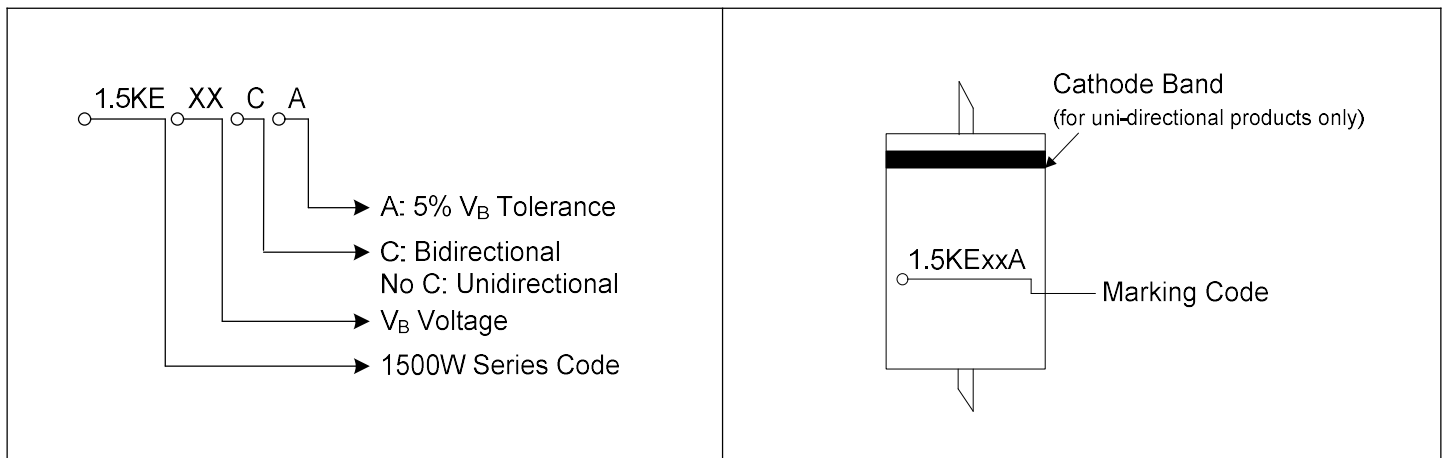 1.5KE XX C A
A: 5% VB Tolerance
C: Bidirectional
No C: Unidirectional
VB Voltage
1500W Series Code
Cathode Band
(for uni-directional products only)
1.5KExxA
Marking Code